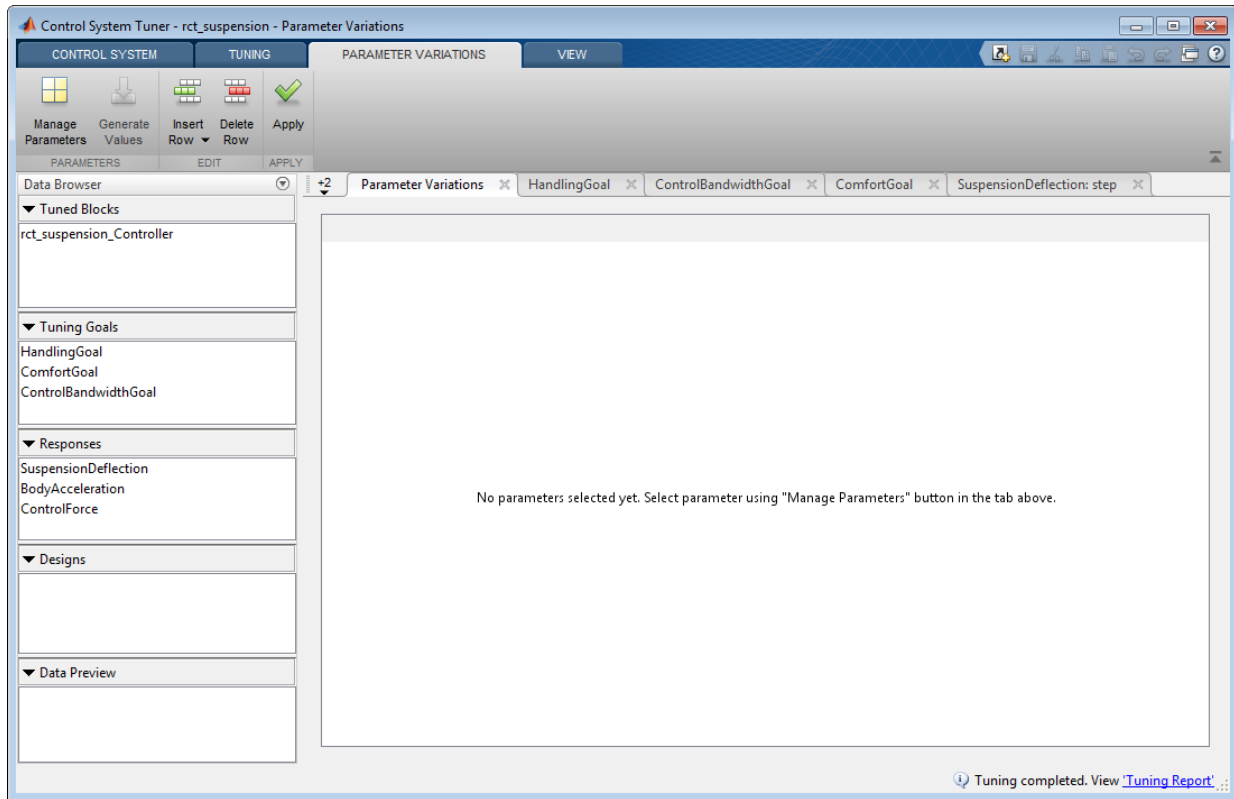 Control System Tuner - rct_suspension - Parameter Variations
CONTROL SYSTEM TUNING PARAMETER VARIATIONS VIEW
Manage Parameters
Generate Values
Insert Row
Delete Row
Apply
PARAMETERS EDIT APPLY
Data Browser
+2 Parameter Variations HandlingGoal ControlBandwidthGoal ComfortGoal SuspensionDeflection: step
Tuned Blocks
rct_suspension_Controller
Tuning Goals
HandlingGoal
ComfortGoal
ControlBandwidthGoal
Responses
SuspensionDeflection
BodyAcceleration
ControlForce
Designs
Data Preview
No parameters selected yet. Select parameter using "Manage Parameters" button in the tab above.
Tuning completed. View 'Tuning Report'